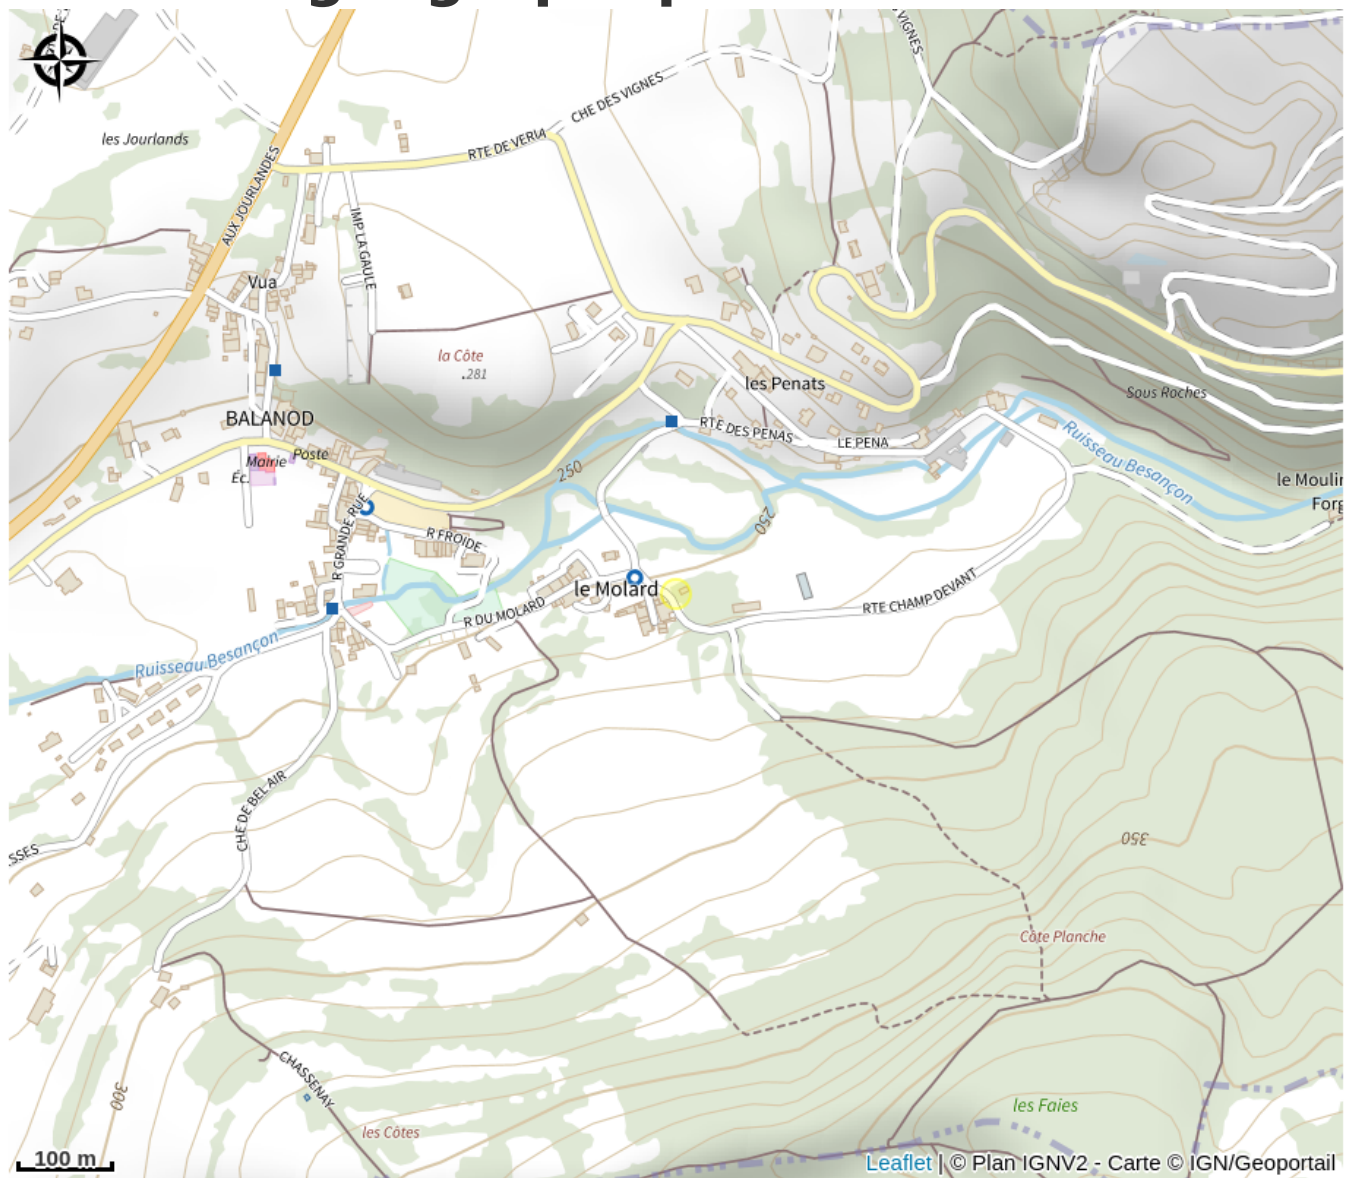 VIGNES
CHE DES VIGNES
les Jourlands
RTE DE VERIA
AUX JOURLANDES
IMP LA GAULE
Vua
la Côte
.281
les Penats
Sous Roches
BALANOD
RTE DES PENAS
LE PENA
Mairie
Poste
Éc.
250
Ruisseau Besançon
le Moulin
Forg
R GRANDE RUE
R FROIDE
250
le Molard
R DU MOLARD
RTE CHAMP DEVANT
Ruisseau Besançon
CHE DE BEL AIR
SSES
350
Côte Planche
CHASSENAY
300
les Faies
les Côtes
100 m
Leaflet | © Plan IGNV2 - Carte © IGN/Geoportail